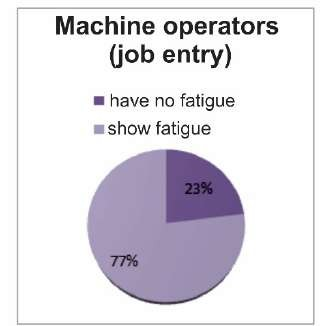 Machine operators
(job entry)
have no fatigue
show fatigue
23%
77%